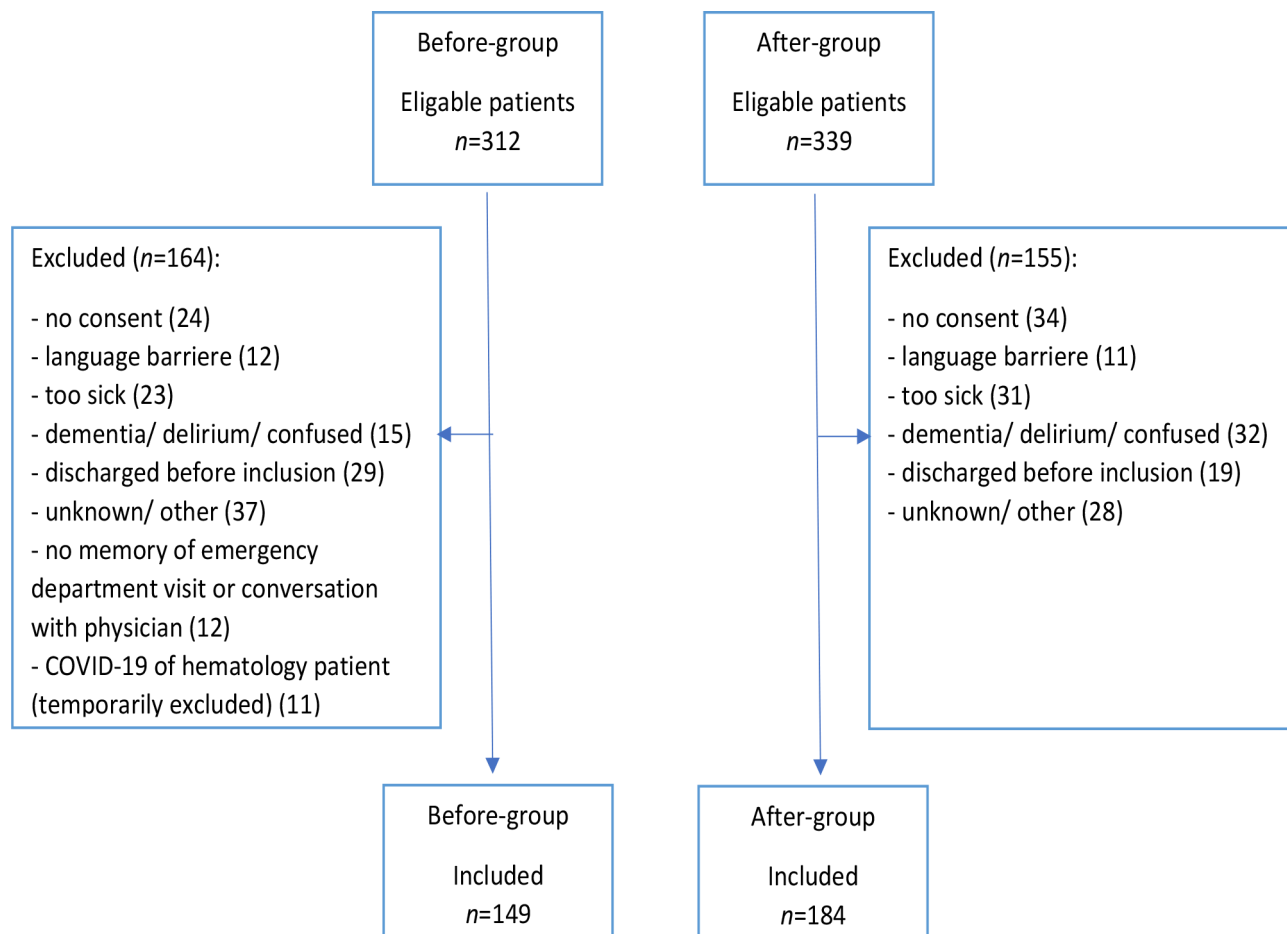 Before-group
Eligable patients
n=312
After-group
Eligable patients
n=339
Excluded (n=164):
- no consent (24)
- language barriere (12)
- too sick (23)
- dementia/ delirium/ confused (15)
- discharged before inclusion (29)
- unknown/ other (37)
- no memory of emergency
department visit or conversation
with physician (12)
- COVID-19 of hematology patient
(temporarily excluded) (11)
Excluded (n=155):
- no consent (34)
- language barriere (11)
- too sick (31)
- dementia/ delirium/ confused (32)
- discharged before inclusion (19)
- unknown/ other (28)
Before-group
Included
n=149
After-group
Included
n=184